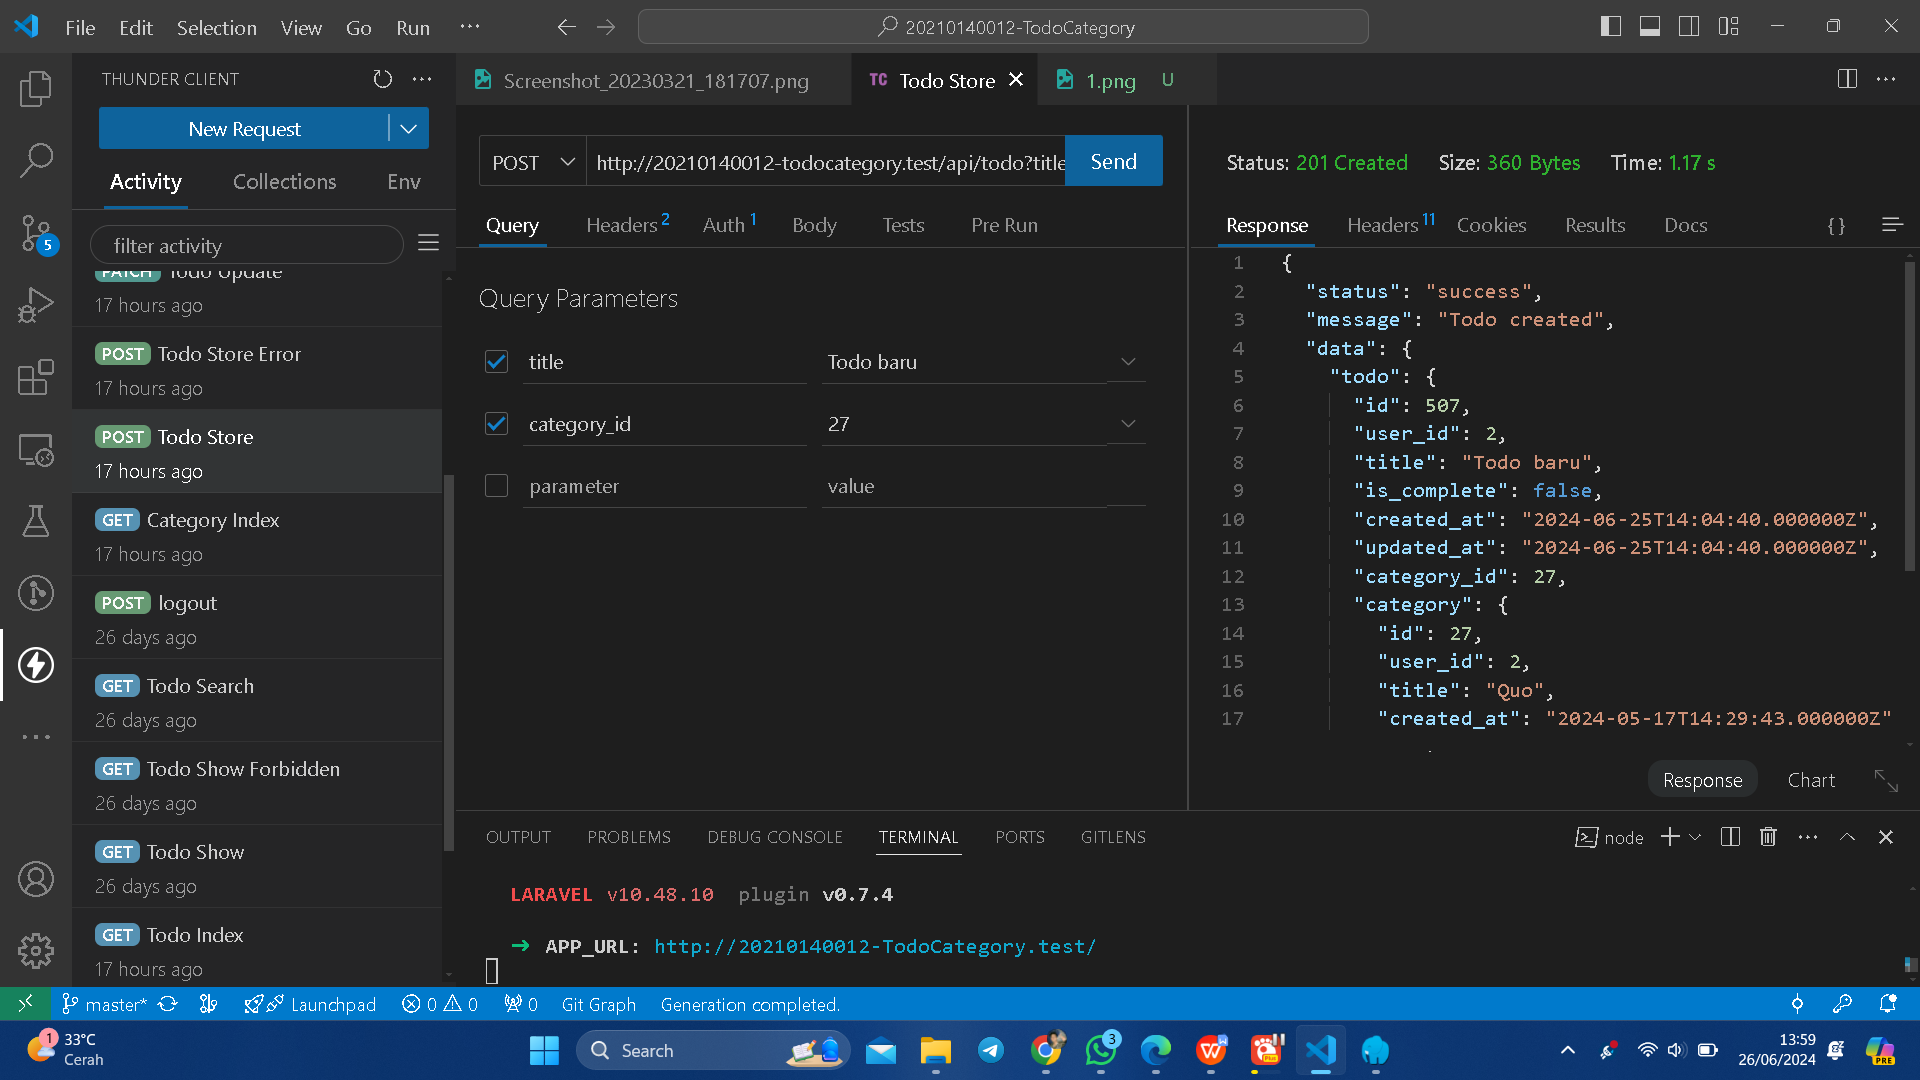 File Edit Selection View Go Run ···
20210140012-TodoCategory
THUNDER CLIENT
New Request
Activity Collections Env
filter activity
PATCH Todo Update
17 hours ago
POST Todo Store Error
17 hours ago
POST Todo Store
17 hours ago
GET Category Index
17 hours ago
POST logout
26 days ago
GET Todo Search
26 days ago
GET Todo Show Forbidden
26 days ago
GET Todo Show
26 days ago
GET Todo Index
17 hours ago
5
Screenshot_20230321_181707.png
TC Todo Store
1.png U
POST http://20210140012-todocategory.test/api/todo?title Send
Query Headers 2 Auth 1 Body Tests Pre Run
Query Parameters
title Todo baru
category_id 27
parameter value
Status: 201 Created Size: 360 Bytes Time: 1.17 s
Response Headers 11 Cookies Results Docs {}
1 {
2 "status": "success",
3 "message": "Todo created",
4 "data": {
5 "todo": {
6 "id": 507,
7 "user_id": 2,
8 "title": "Todo baru",
9 "is_complete": false,
10 "created_at": "2024-06-25T14:04:40.000000Z",
11 "updated_at": "2024-06-25T14:04:40.000000Z",
12 "category_id": 27,
13 "category": {
14 "id": 27,
15 "user_id": 2,
16 "title": "Quo",
17 "created_at": "2024-05-17T14:29:43.000000Z"
Response Chart
OUTPUT PROBLEMS DEBUG CONSOLE TERMINAL PORTS GITLENS
node
LARAVEL v10.48.10 plugin v0.7.4
➜ APP_URL: http://20210140012-TodoCategory.test/
master* Launchpad 0 0 0 Git Graph Generation completed.
1 33°C
Cerah
Search
3
13:59
26/06/2024
PRE